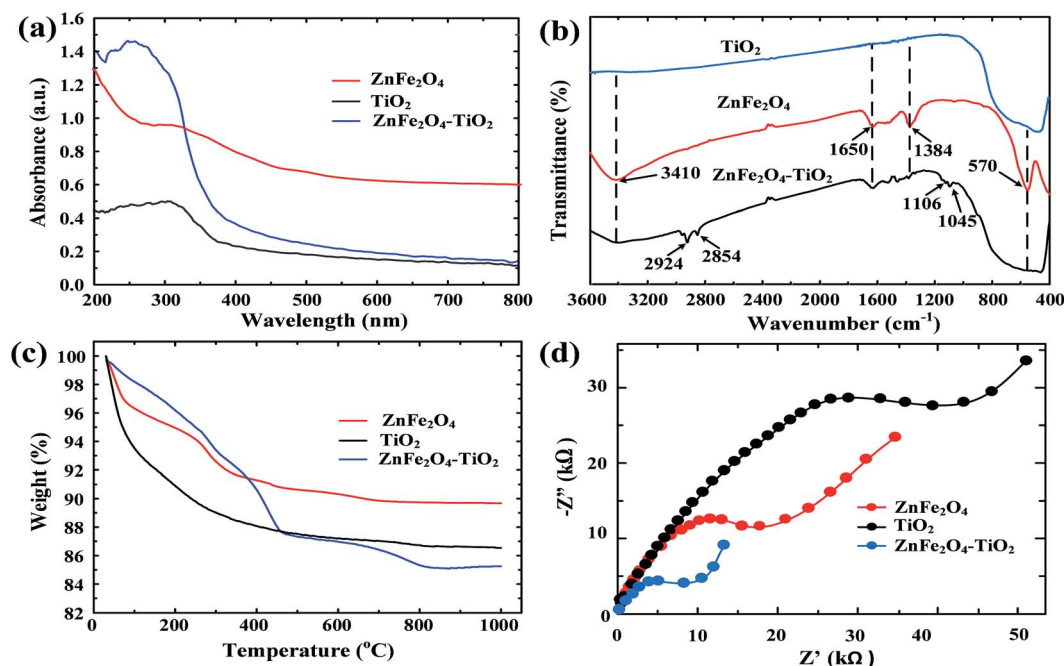 (a)
Absorbance (a.u.)
1.6
1.4
1.2
1.0
0.8
0.6
0.4
0.2
0.0
200 300 400 500 600 700 800
Wavelength (nm)
ZnFe₂O₄
TiO₂
ZnFe₂O₄-TiO₂
(b)
Transmittance (%)
TiO₂
ZnFe₂O₄
ZnFe₂O₄-TiO₂
3410
1650
1384
570
1106
1045
2924
2854
3600 2800 2000 1600 1200 800 400
Wavenumber (cm⁻¹)
(c)
Weight (%)
100
98
96
94
92
90
88
86
84
82
0 200 400 600 800 1000
Temperature (°C)
ZnFe₂O₄
TiO₂
ZnFe₂O₄-TiO₂
(d)
-Z" (kΩ)
30
20
10
0
0 10 20 30 40 50
Z' (kΩ)
ZnFe₂O₄
TiO₂
ZnFe₂O₄-TiO₂